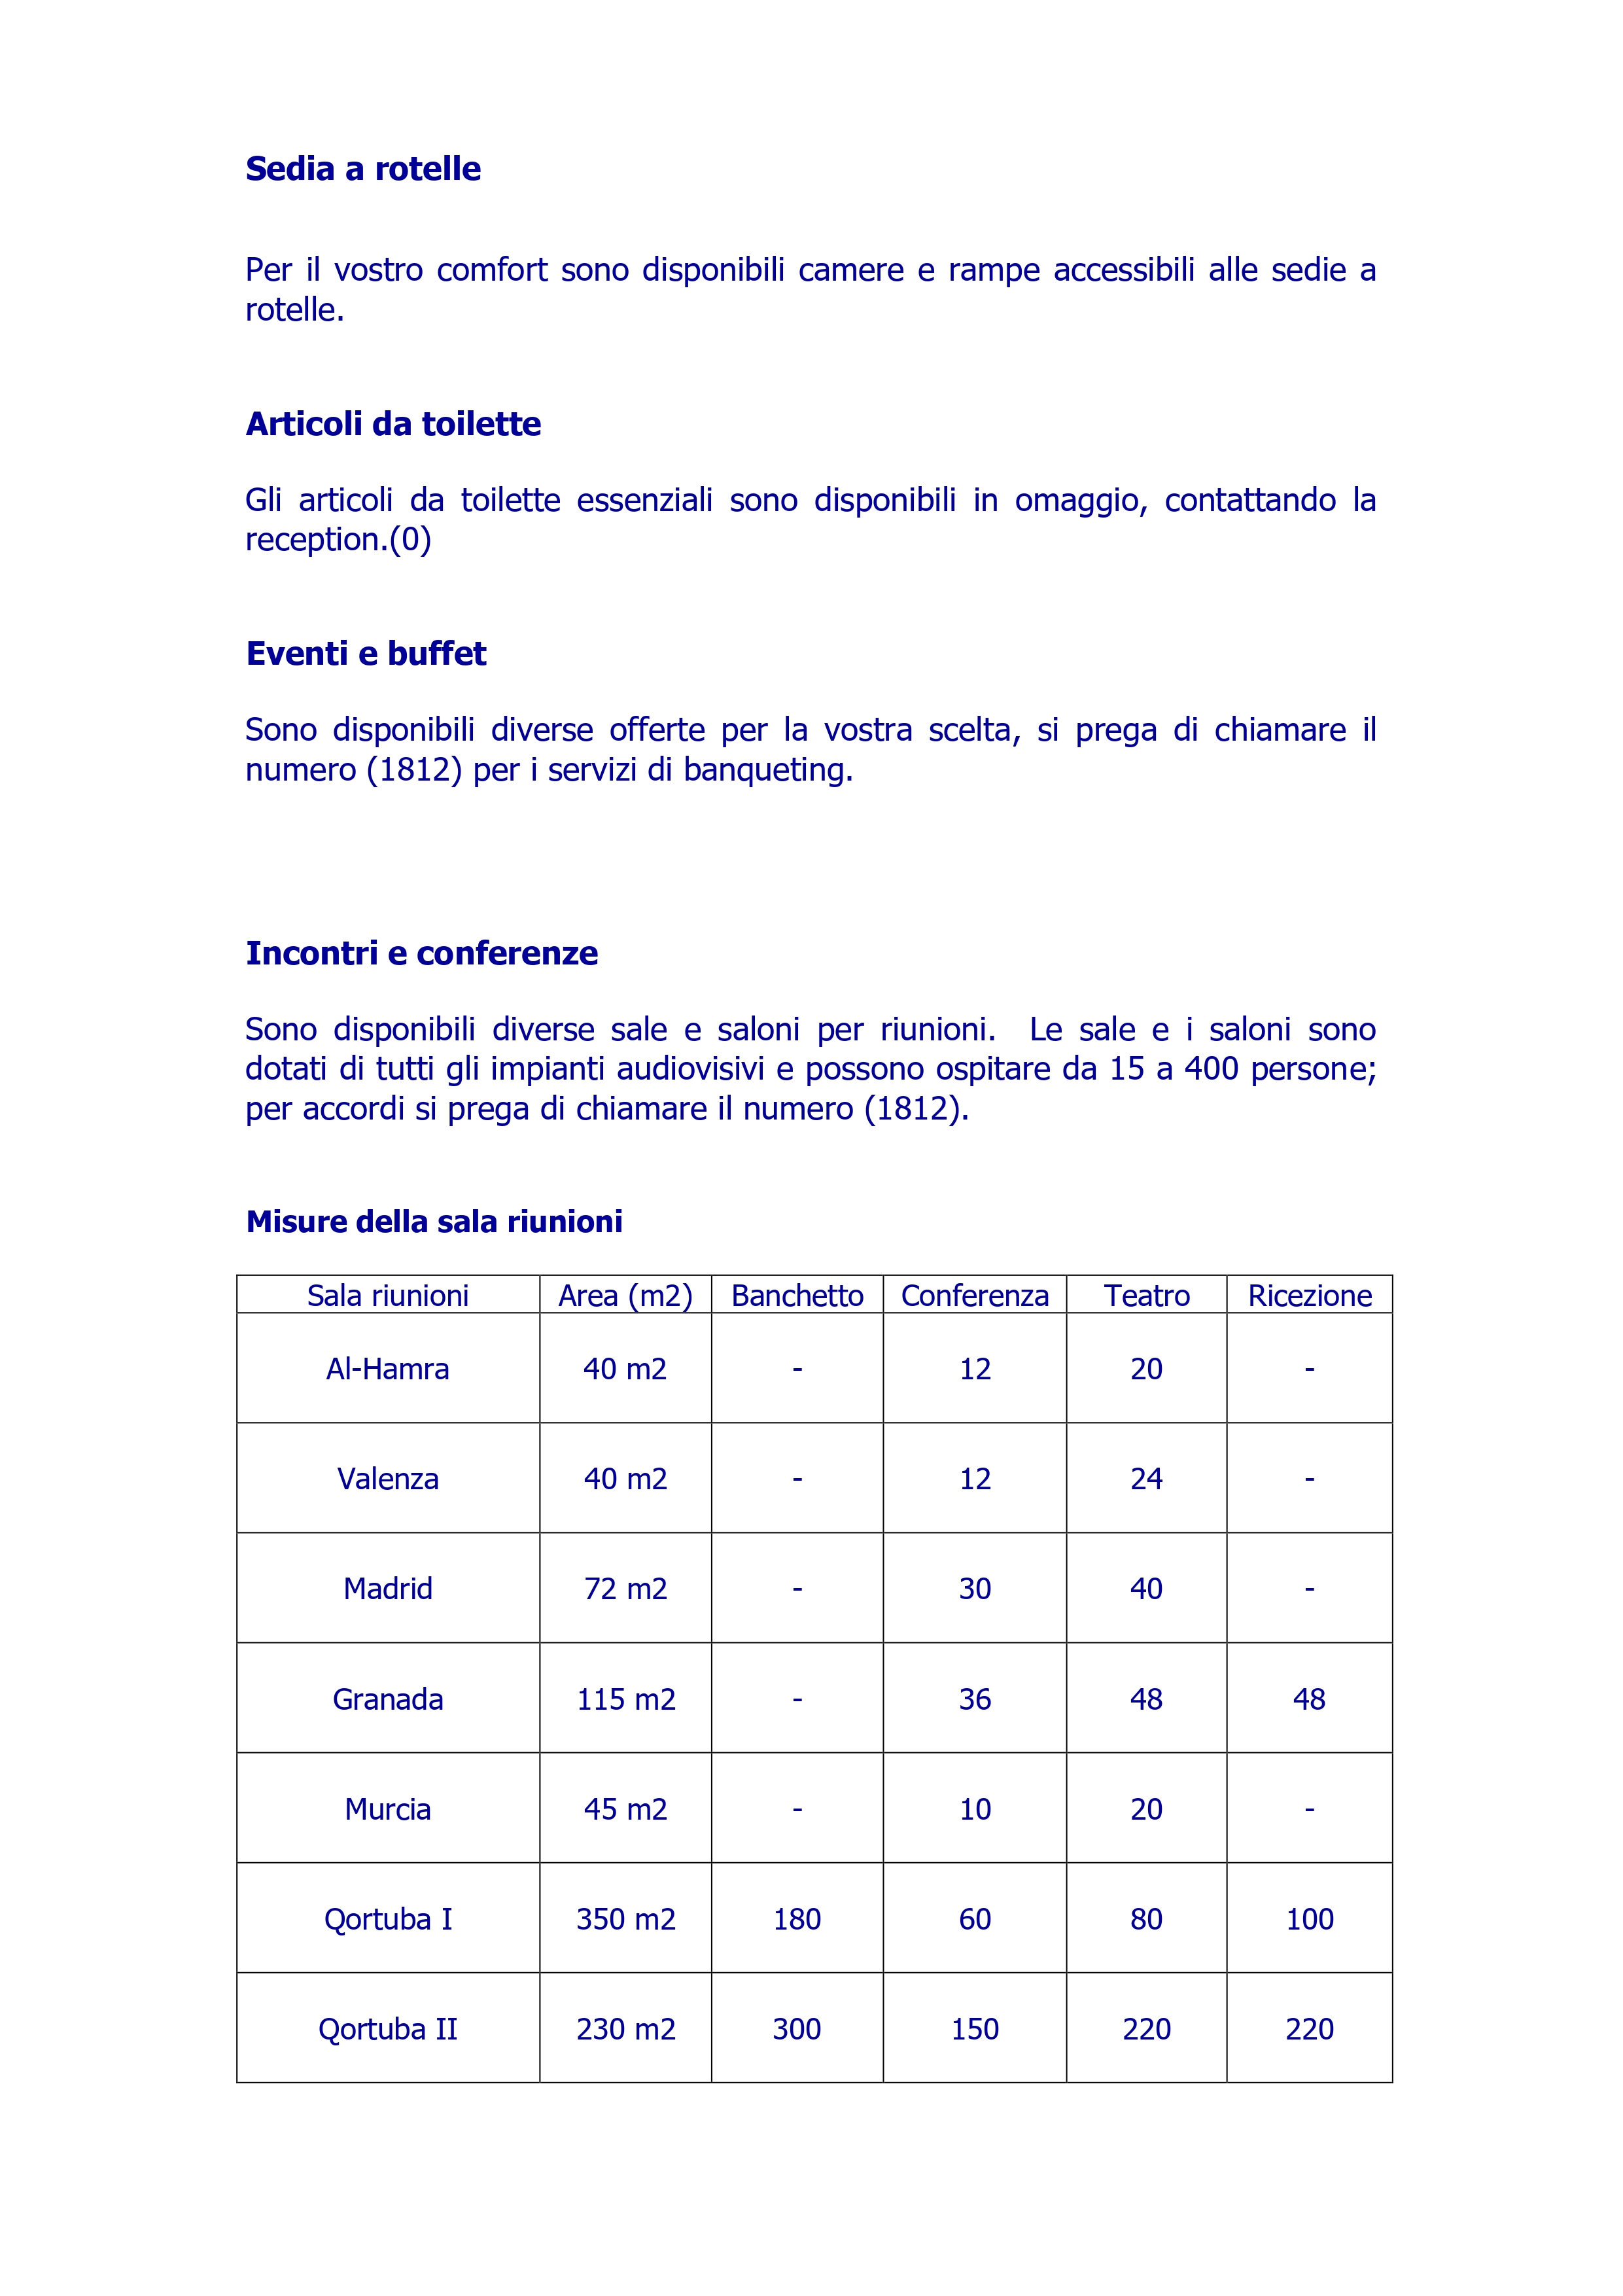 Sedia a rotelle
Per il vostro comfort sono disponibili camere e rampe accessibili alle sedie a
rotelle.
Articoli da toilette
Gli articoli da toilette essenziali sono disponibili in omaggio, contattando la
reception.(0)
Eventi e buffet
Sono disponibili diverse offerte per la vostra scelta, si prega di chiamare il
numero (1812) per i servizi di banqueting.
Incontri e conferenze
Sono disponibili diverse sale e saloni per riunioni.  Le sale e i saloni sono
dotati di tutti gli impianti audiovisivi e possono ospitare da 15 a 400 persone;
per accordi si prega di chiamare il numero (1812).
Misure della sala riunioni
Sala riunioni Area (m2) Banchetto Conferenza Teatro Ricezione
Al-Hamra 40 m2 - 12 20 -
Valenza 40 m2 - 12 24 -
Madrid 72 m2 - 30 40 -
Granada 115 m2 - 36 48 48
Murcia 45 m2 - 10 20 -
Qortuba I 350 m2 180 60 80 100
Qortuba II 230 m2 300 150 220 220